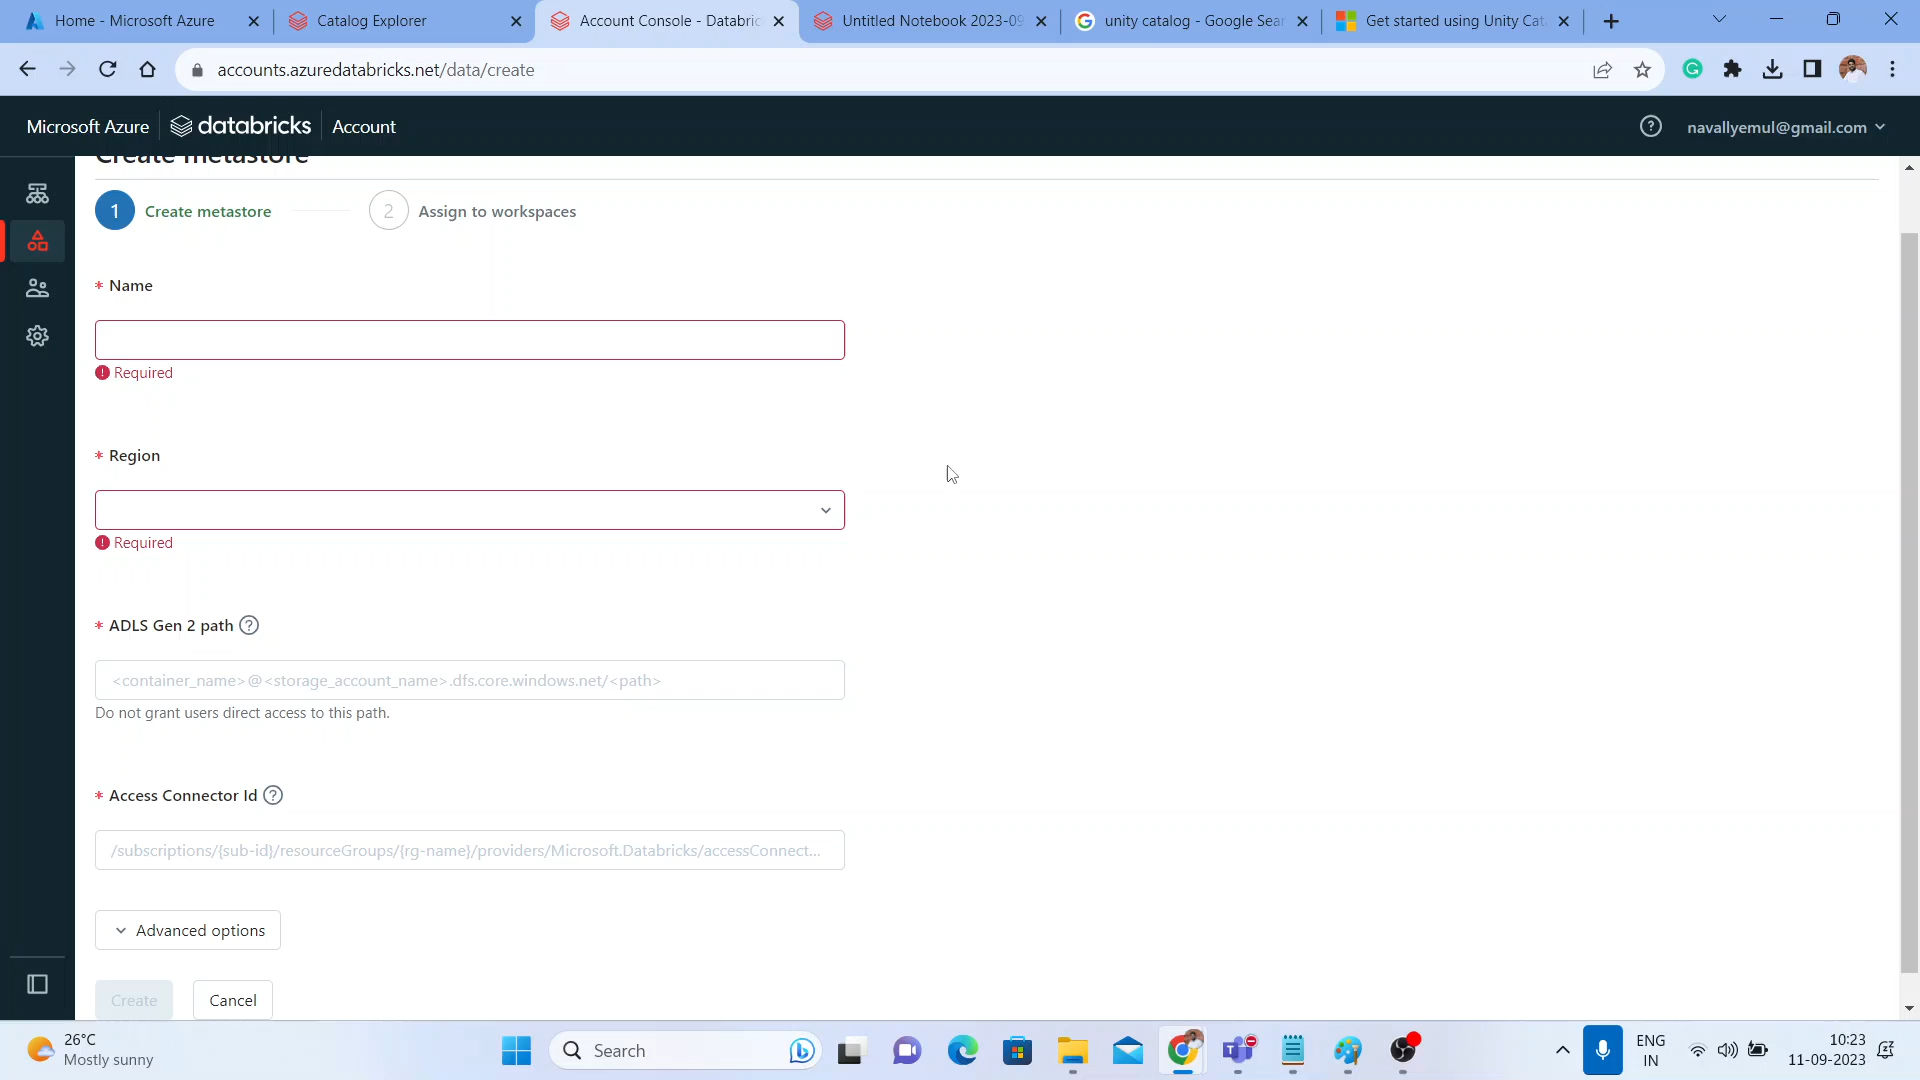 Home - Microsoft Azure
Catalog Explorer
Account Console - Databric
Untitled Notebook 2023-09
unity catalog - Google Sear
Get started using Unity Cat
accounts.azuredatabricks.net/data/create
Microsoft Azure
databricks
Account
navallyemul@gmail.com
Create metastore
1 Create metastore
2 Assign to workspaces
* Name
Required
* Region
Required
* ADLS Gen 2 path
<container_name>@<storage_account_name>.dfs.core.windows.net/<path>
Do not grant users direct access to this path.
* Access Connector Id
/subscriptions/{sub-id}/resourceGroups/{rg-name}/providers/Microsoft.Databricks/accessConnect...
Advanced options
Create
Cancel
26°C
Mostly sunny
Search
ENG
IN
10:23
11-09-2023